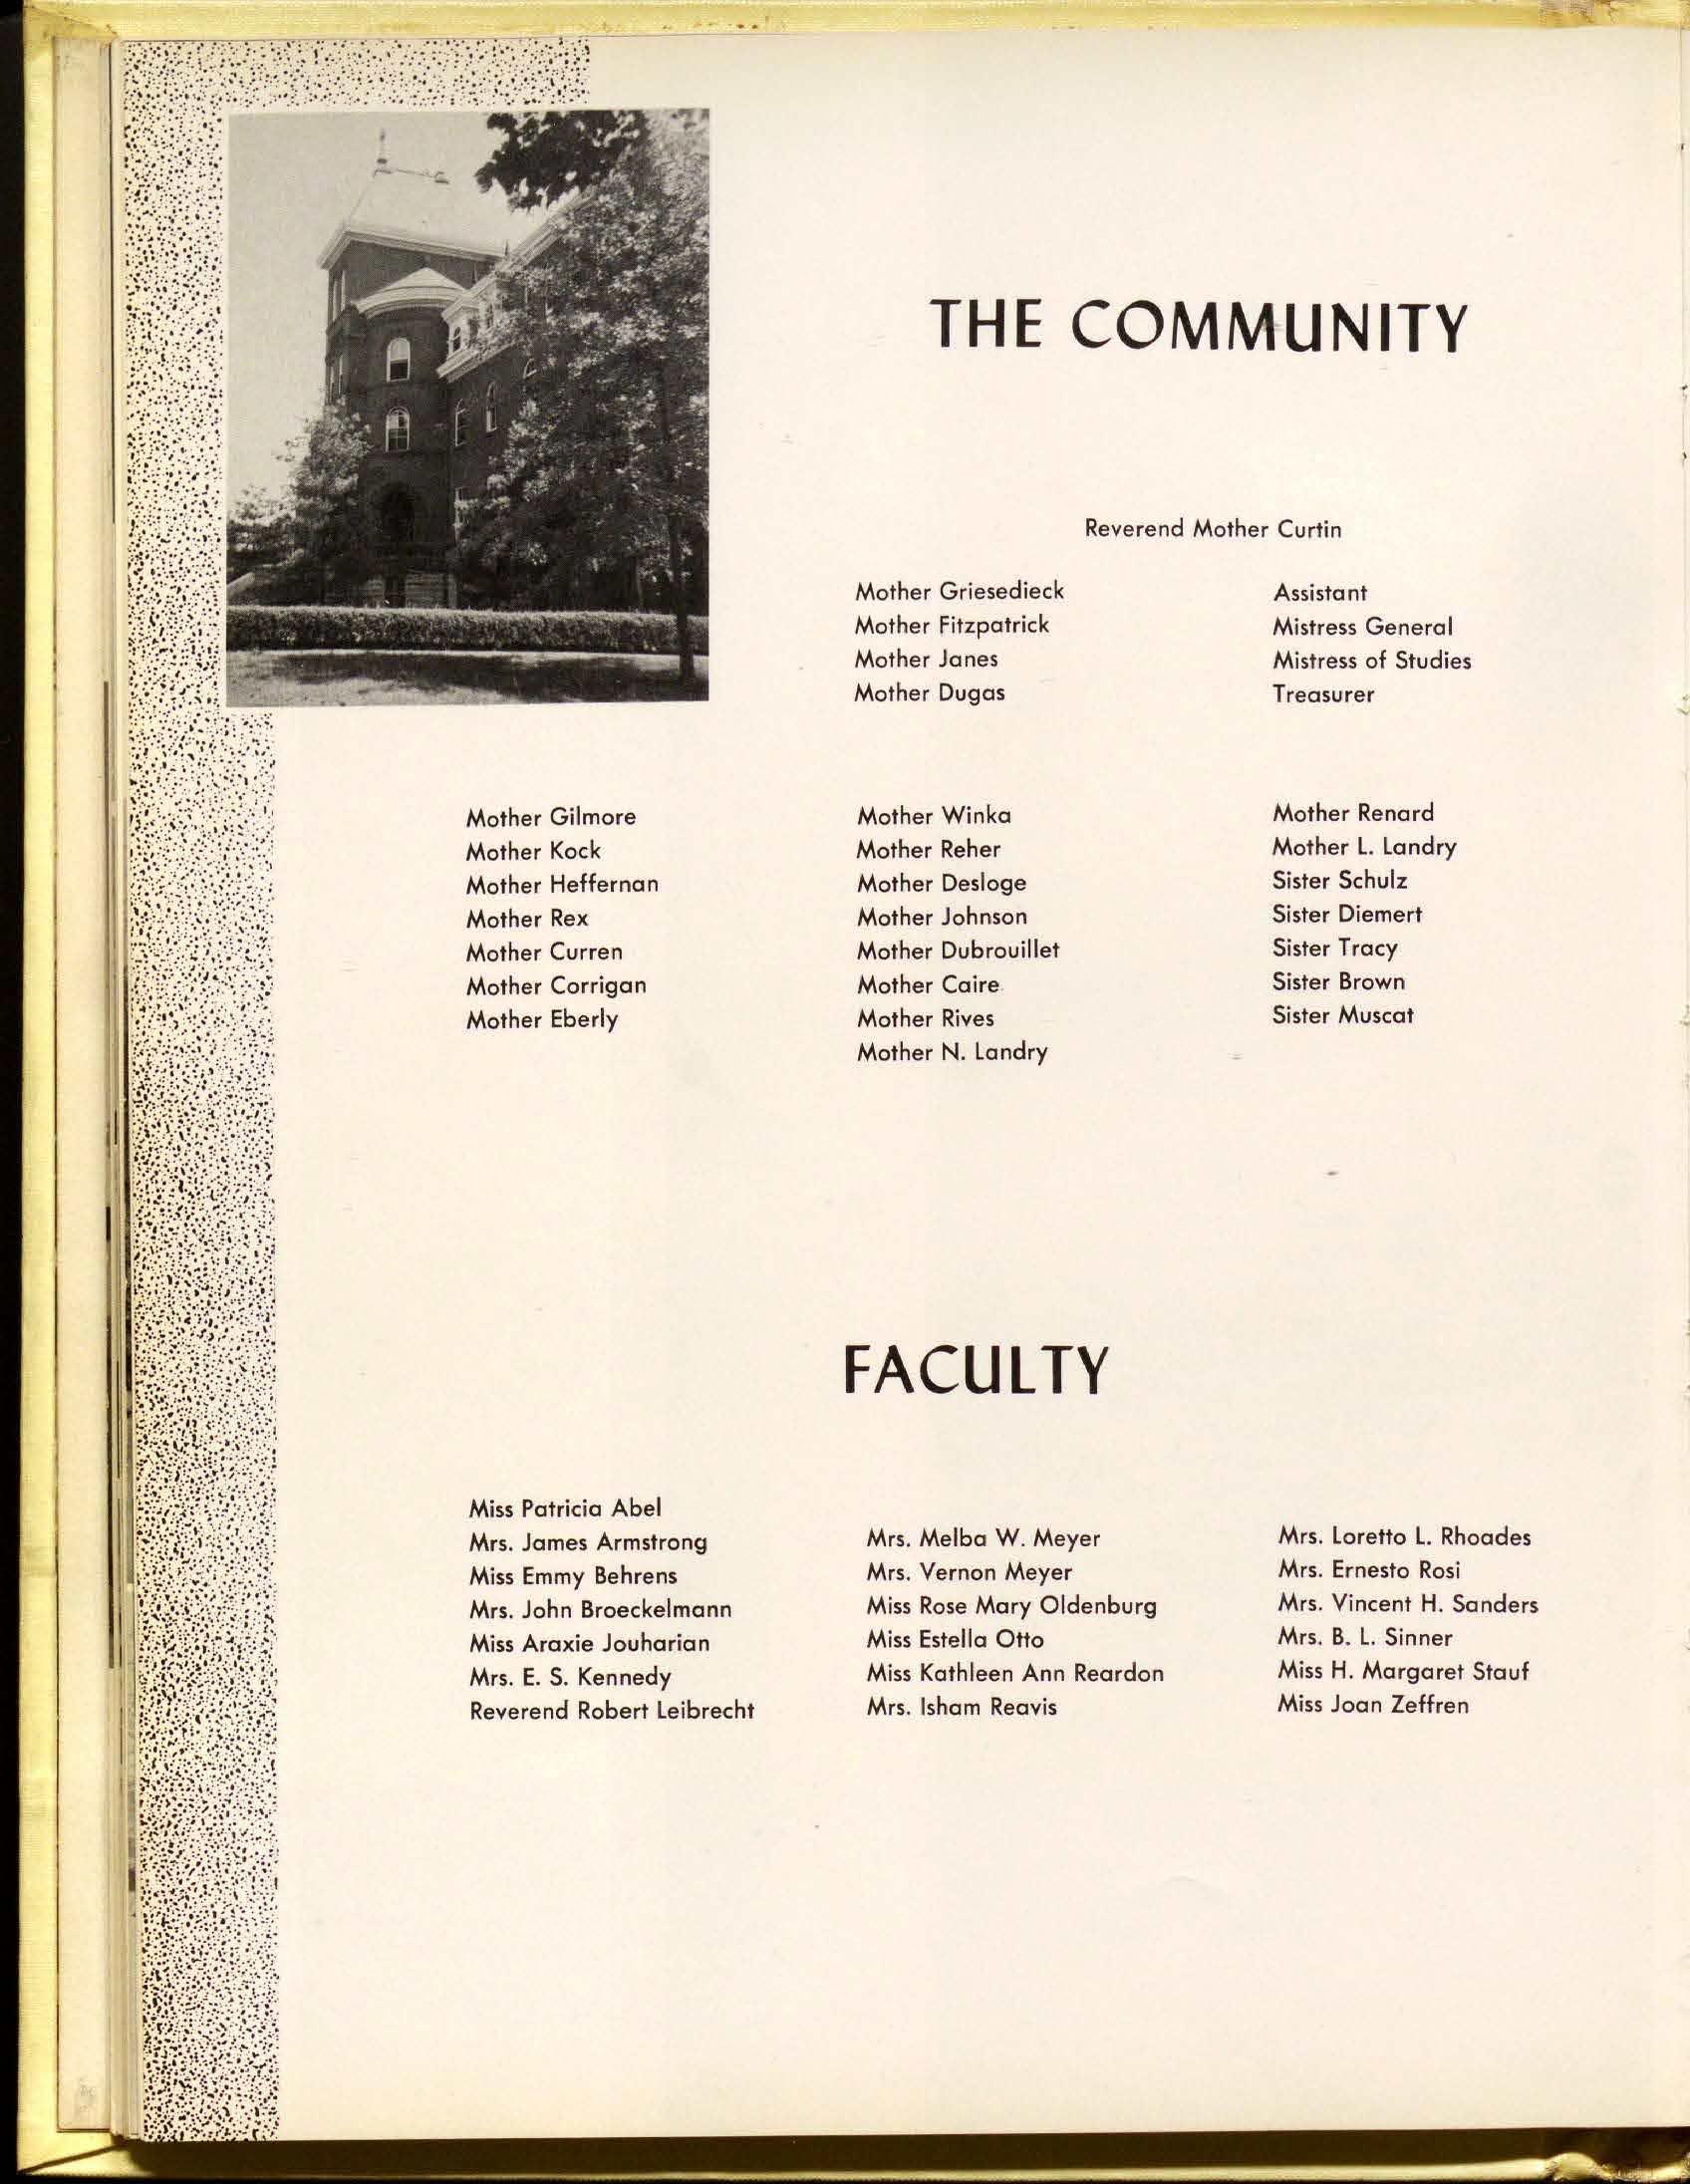 THE COMMUNITY
Reverend Mother Curtin
Mother Griesedieck Assistant
Mother Fitzpatrick Mistress General
Mother Janes Mistress of Studies
Mother Dugas Treasurer
Mother Gilmore
Mother Kock
Mother Heffernan
Mother Rex
Mother Curren
Mother Corrigan
Mother Eberly
Mother Winka
Mother Reher
Mother Desloge
Mother Johnson
Mother Dubrouillet
Mother Caire
Mother Rives
Mother N. Landry
Mother Renard
Mother L. Landry
Sister Schulz
Sister Diemert
Sister Tracy
Sister Brown
Sister Muscat
FACULTY
Miss Patricia Abel
Mrs. James Armstrong
Miss Emmy Behrens
Mrs. John Broeckelmann
Miss Araxie Jouharian
Mrs. E. S. Kennedy
Reverend Robert Leibrecht
Mrs. Melba W. Meyer
Mrs. Vernon Meyer
Miss Rose Mary Oldenburg
Miss Estella Otto
Miss Kathleen Ann Reardon
Mrs. Isham Reavis
Mrs. Loretto L. Rhoades
Mrs. Ernesto Rosi
Mrs. Vincent H. Sanders
Mrs. B. L. Sinner
Miss H. Margaret Stauf
Miss Joan Zeffren